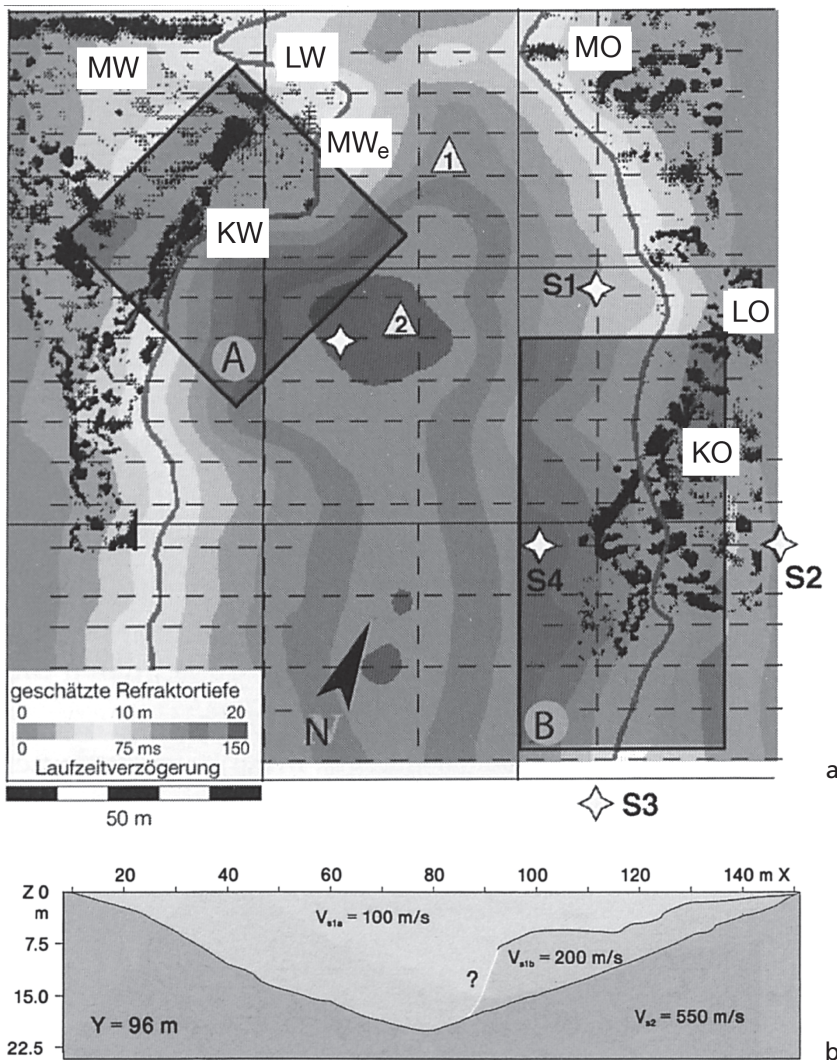 MW
LW
MO
MWe
1
KW
S1
LO
2
A
KO
S4
S2
N
B
geschätzte Refraktortiefe
0 10 m 20
0 75 ms 150
Laufzeitverzögerung
50 m
S3
a
20 40 60 80 100 120 140 m X
Z 0
m
7.5
15.0
22.5
Vs1a = 100 m/s
Vs1b = 200 m/s
?
Y = 96 m
Vs2 = 550 m/s
b